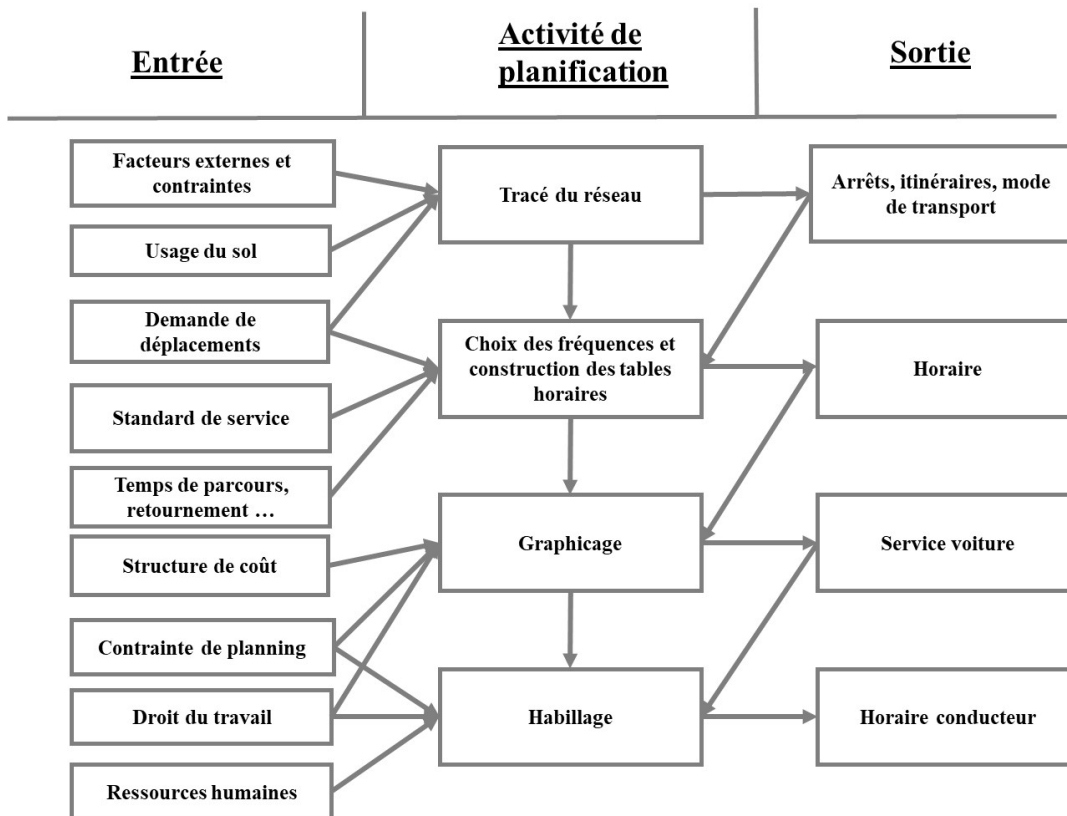 Entrée
Activité de
planification
Sortie
Facteurs externes et
contraintes
Usage du sol
Demande de
déplacements
Standard de service
Temps de parcours,
retournement …
Structure de coût
Contrainte de planning
Droit du travail
Ressources humaines
Tracé du réseau
Choix des fréquences et
construction des tables
horaires
Graphicage
Habillage
Arrêts, itinéraires, mode
de transport
Horaire
Service voiture
Horaire conducteur